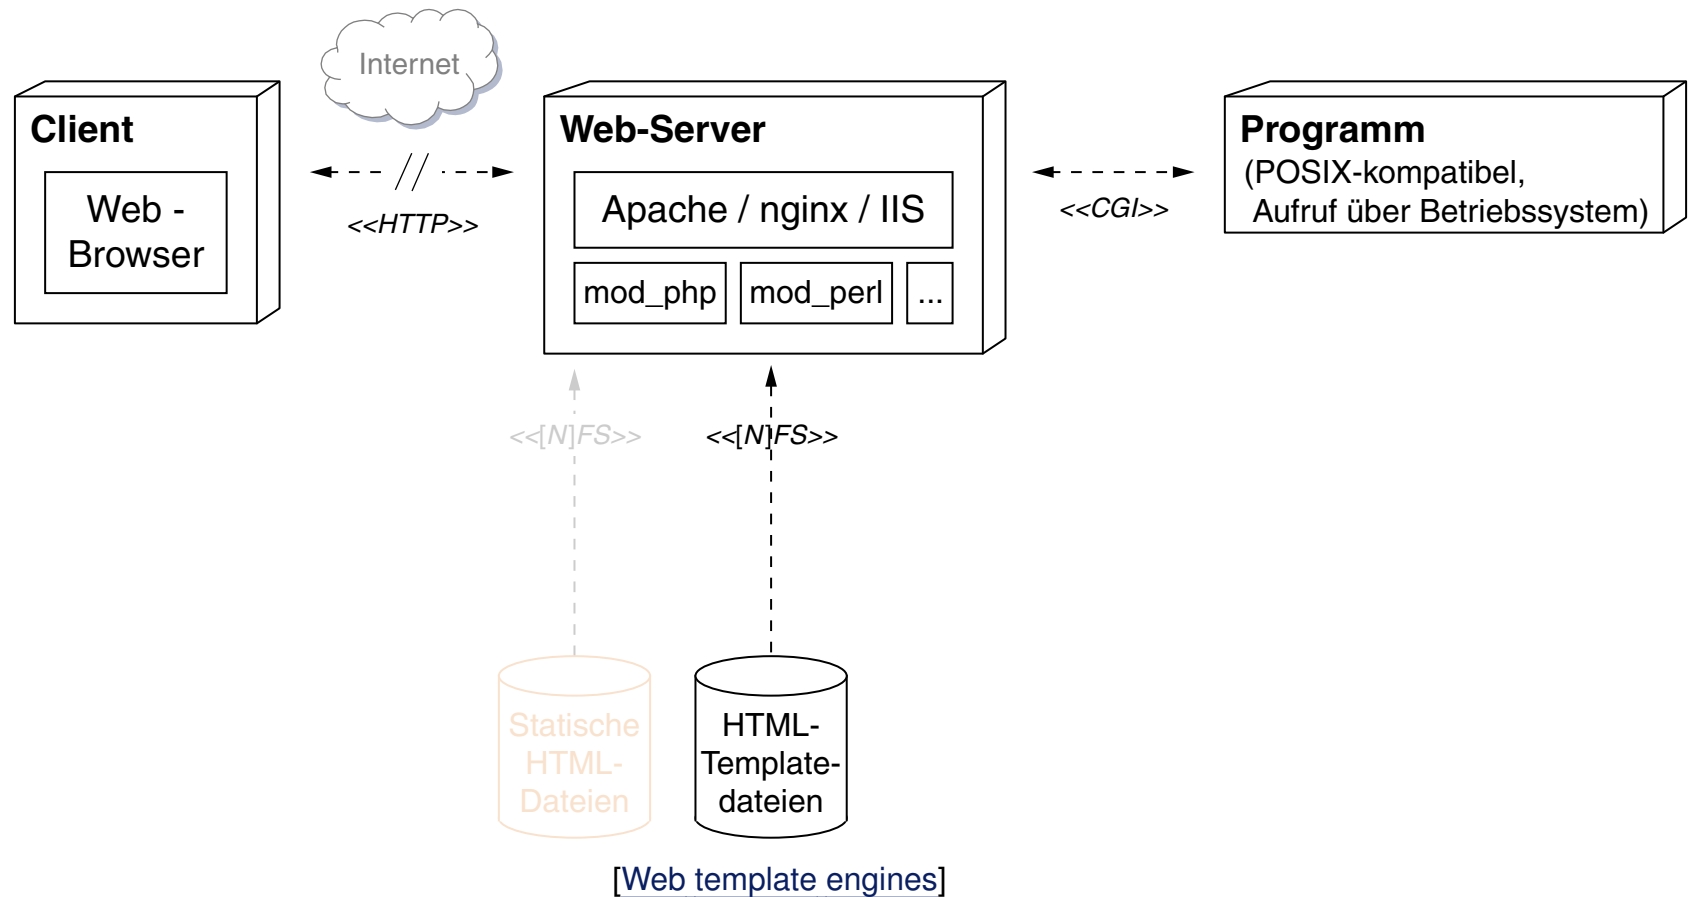 Internet
Client
Web-Server
Programm
(POSIX-kompatibel,
Aufruf über Betriebssystem)
Web -
Browser
<<HTTP>>
Apache / nginx / IIS
<<CGI>>
mod_php
mod_perl
...
<<[N]FS>>
<<[N]FS>>
Statische
HTML-
Dateien
HTML-
Template-
dateien
[Web template engines]